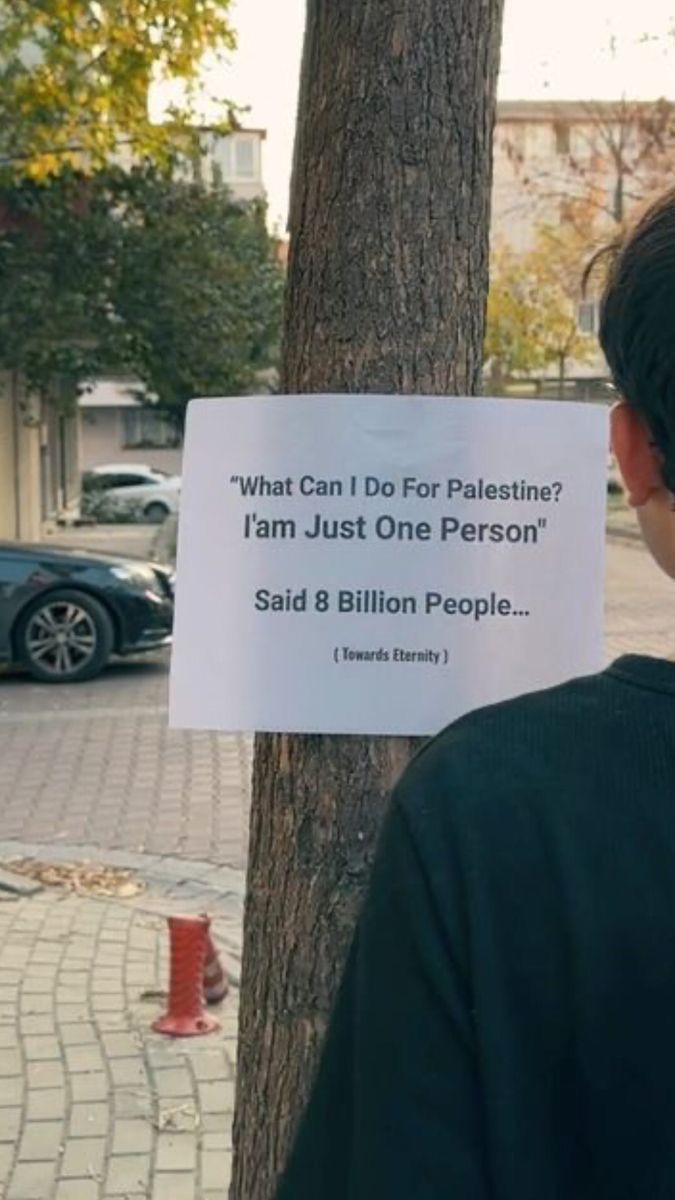 "What Can I Do For Palestine?
I'am Just One Person"
Said 8 Billion People...
( Towards Eternity )